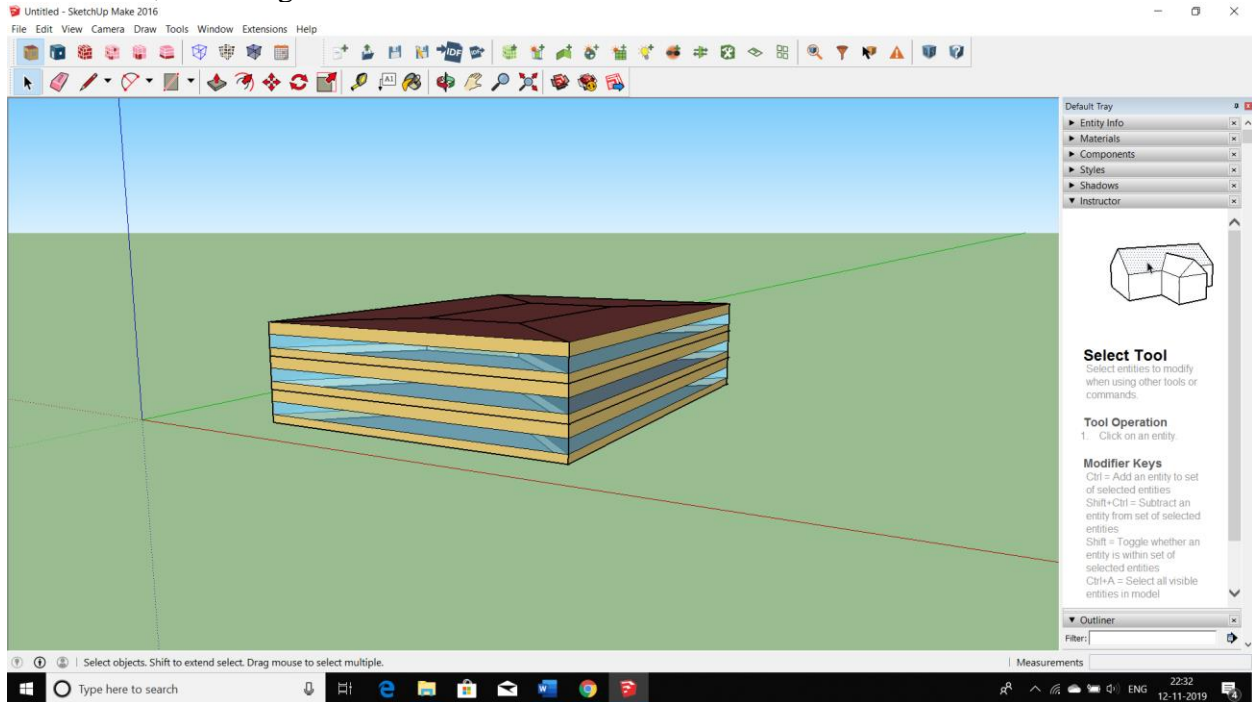 Untitled - SketchUp Make 2016
File Edit View Camera Draw Tools Window Extensions Help
IDF
A1
Default Tray
Entity Info
Materials
Components
Styles
Shadows
Instructor
Select Tool
Select entities to modify
when using other tools or
commands.
Tool Operation
1. Click on an entity.
Modifier Keys
Ctrl = Add an entity to set
of selected entities
Shift+Ctrl = Subtract an
entity from set of selected
entities
Shift = Toggle whether an
entity is within set of
selected entities
Ctrl+A = Select all visible
entities in model
Outliner
Filter:
Select objects. Shift to extend select. Drag mouse to select multiple.
Measurements
Type here to search
ENG
22:32
12-11-2019